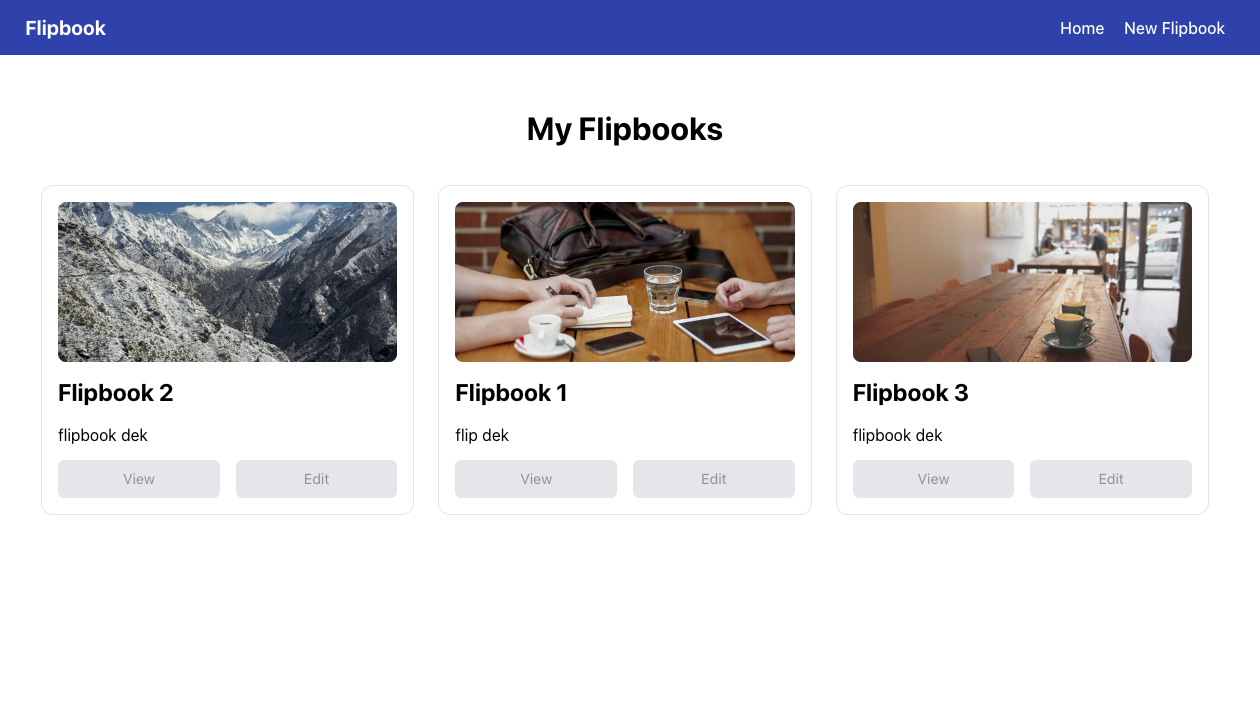 Flipbook
Home New Flipbook
My Flipbooks
Flipbook 2
flipbook dek
View Edit
Flipbook 1
flip dek
View Edit
Flipbook 3
flipbook dek
View Edit